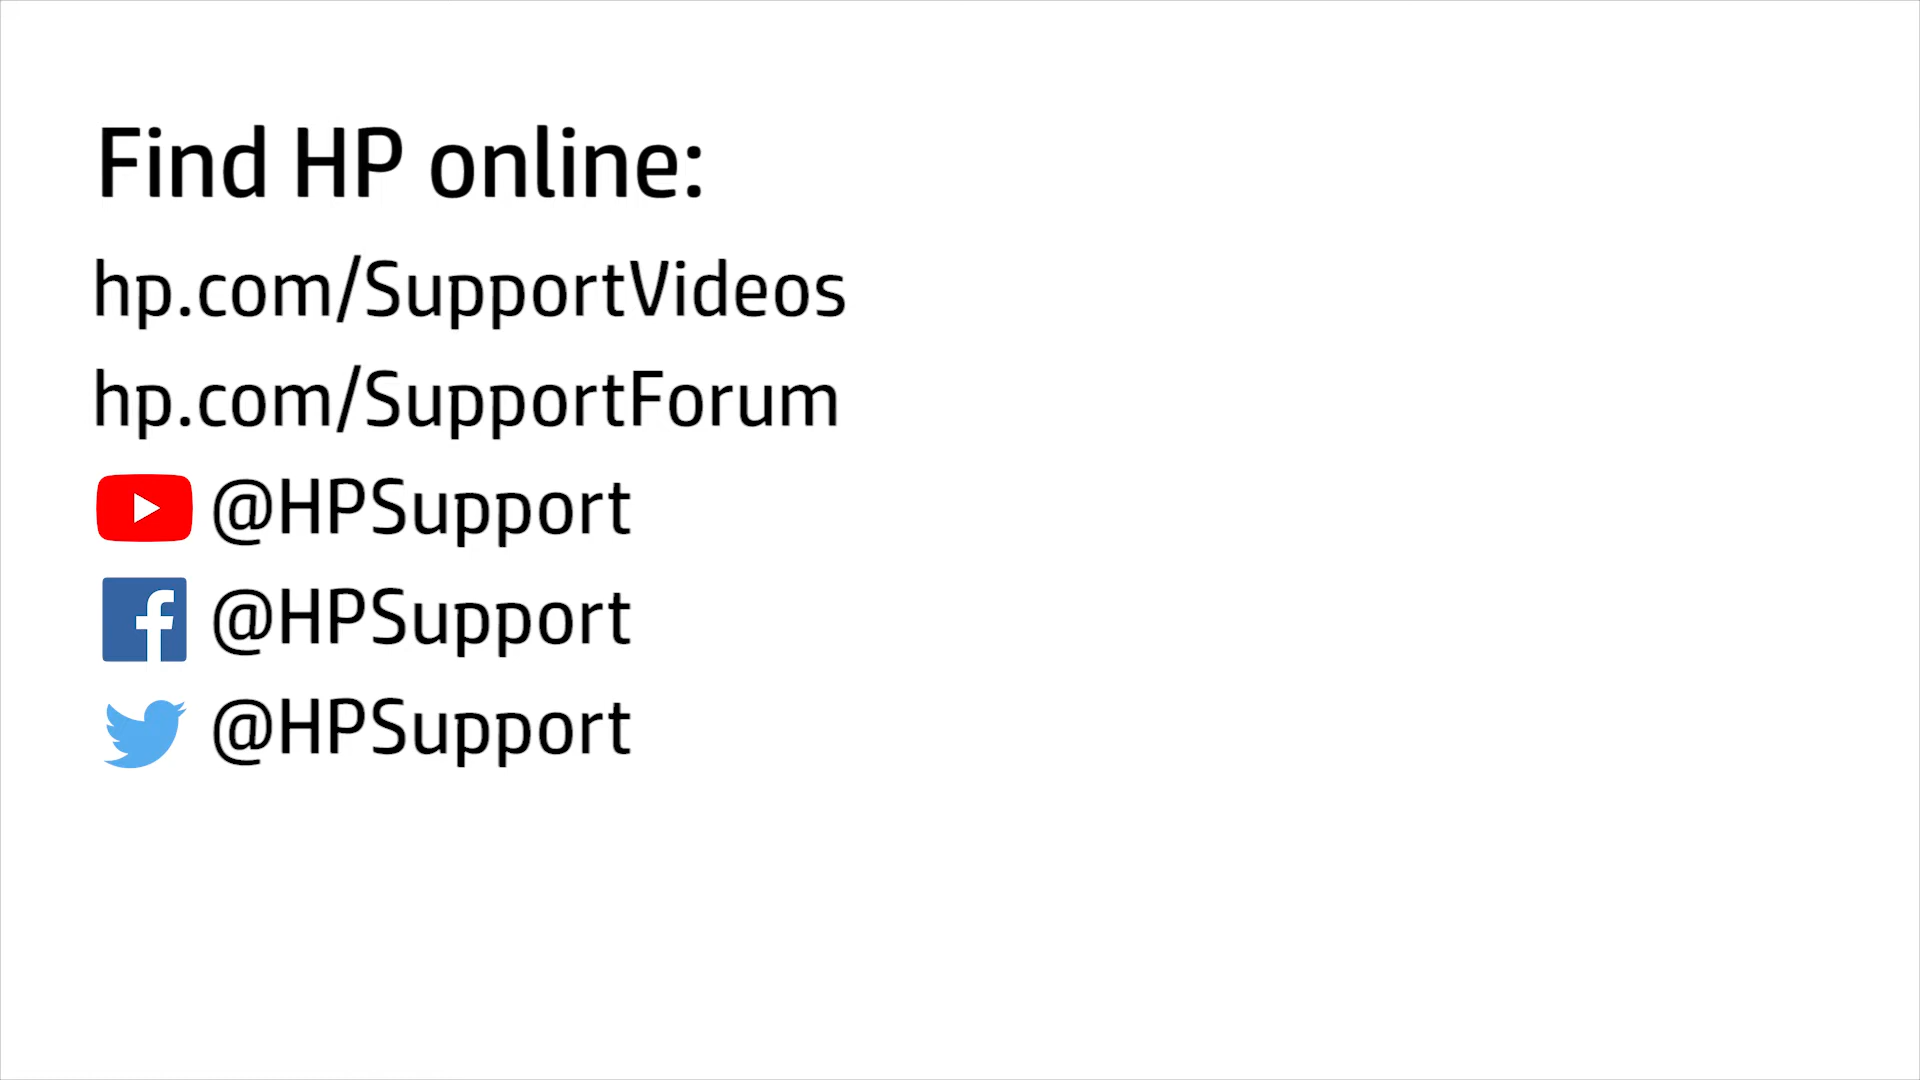 Find HP online:
hp.com/SupportVideos
hp.com/SupportForum
@HPSupport
@HPSupport
@HPSupport